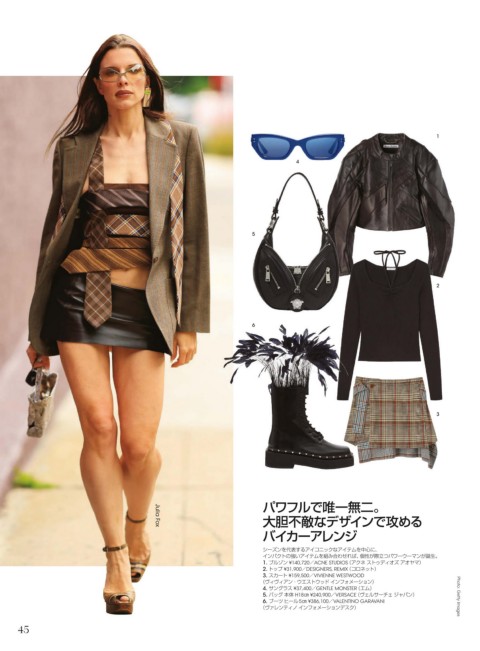 1
4
5
2
6
3
Julia Fox
パワフルで唯一無二。
大胆不敵なデザインで攻める
バイカーアレンジ
シーズンを代表するアイコニックなアイテムを中心に、
インパクトの強いアイテムを組み合わせれば、個性が際立つパワーウーマンが誕生。
1. ブルゾン ¥140,720/ACNE STUDIOS (アクネ ストゥディオズ アオヤマ)
2. トップ ¥31,900/DESIGNERS, REMIX (コロネット)
3. スカート ¥159,500/VIVIENNE WESTWOOD
(ヴィヴィアン・ウエストウッド インフォメーション)
4. サングラス ¥57,400/GENTLE MONSTER (エム)
5. バッグ 本体 H18㎝ ¥240,900/VERSACE (ヴェルサーチェ ジャパン)
6. ブーツ ヒール5㎝ ¥386,100/VALENTINO GARAVANI
(ヴァレンティノ インフォメーションデスク)
Photo: Getty Images
45